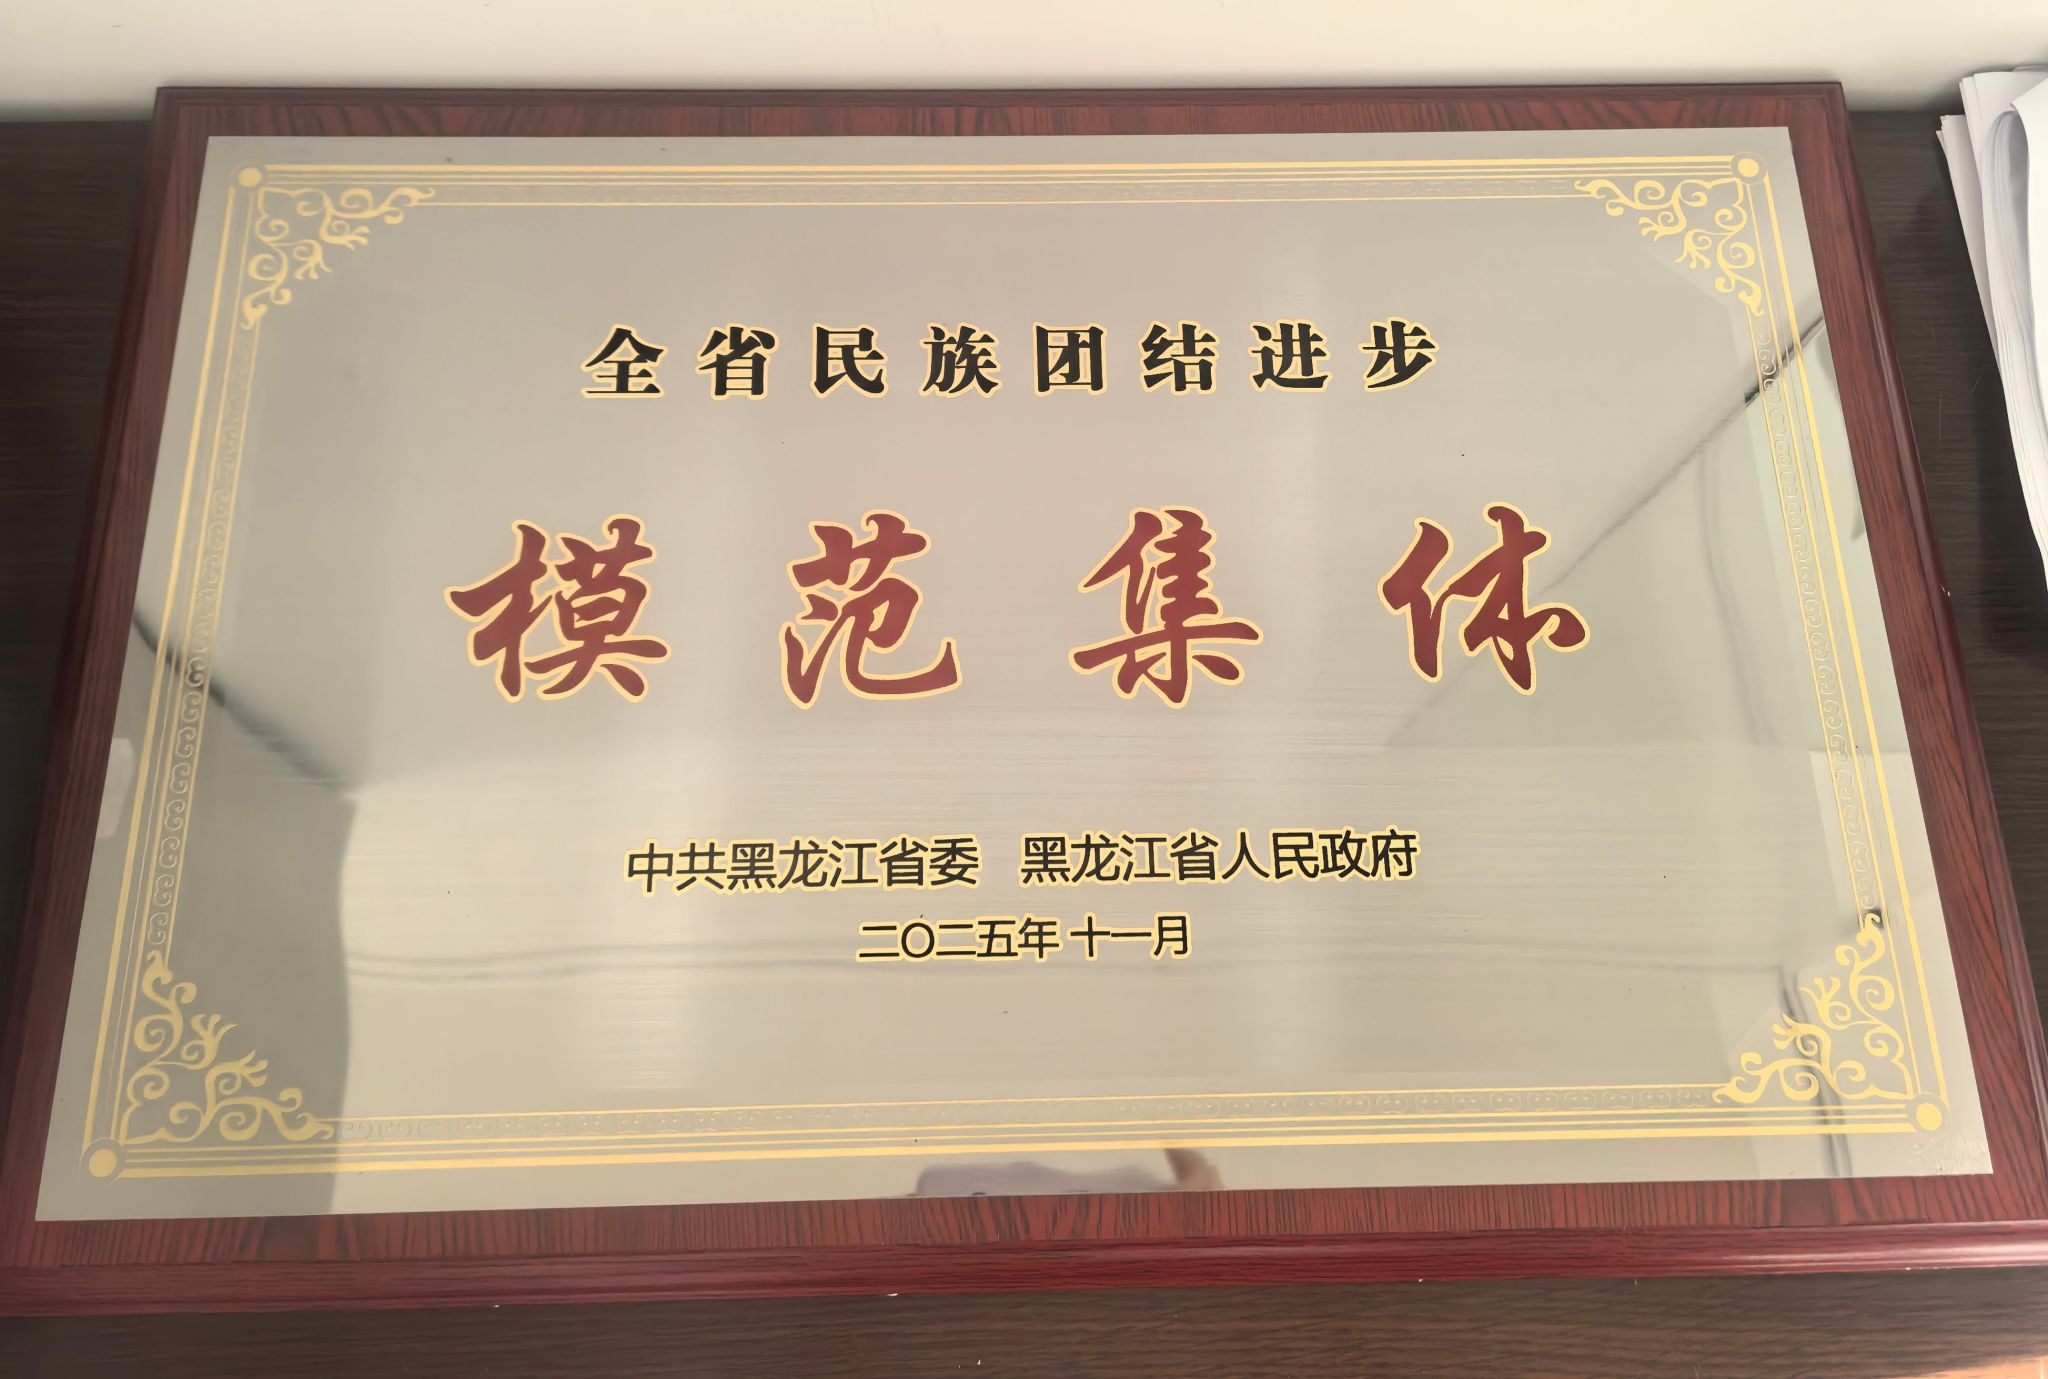 全省民族团结进步
模范集体
中共黑龙江省委 黑龙江省人民政府
二〇二五年十一月